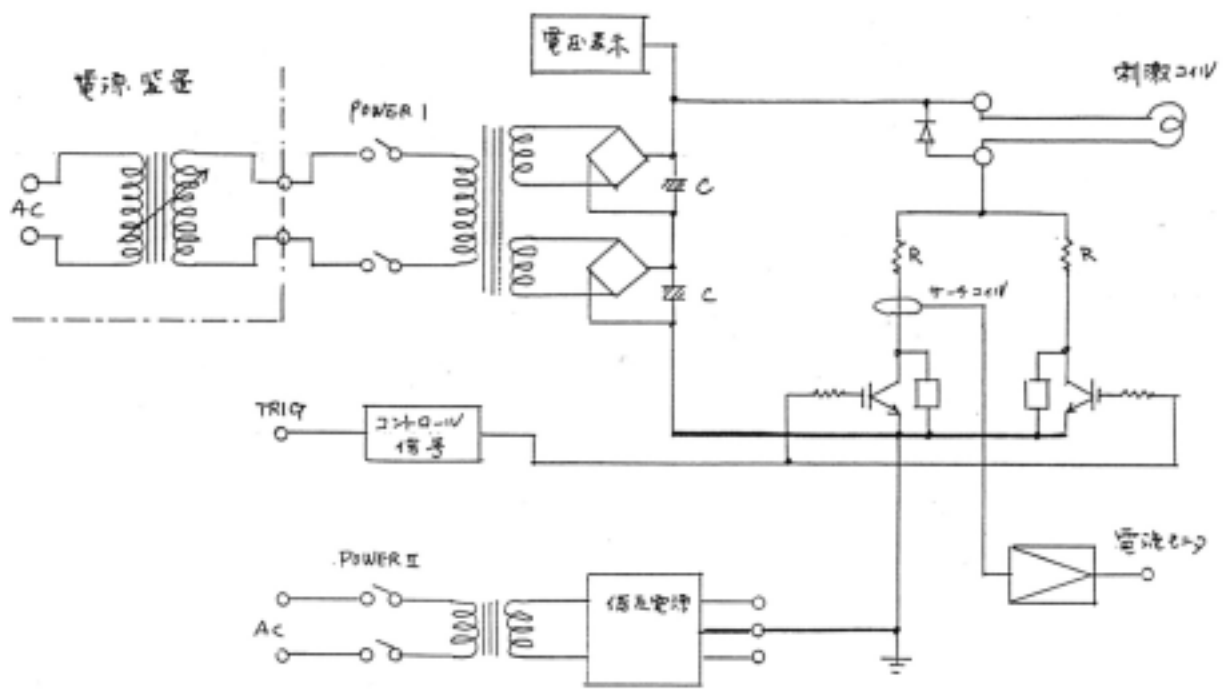 電圧表示
電源装置
刺激コイル
POWER I
AC
C
R
R
C
サーチコイル
TRIG
コントロール
信号
電流モニタ
POWER II
低圧電源
AC